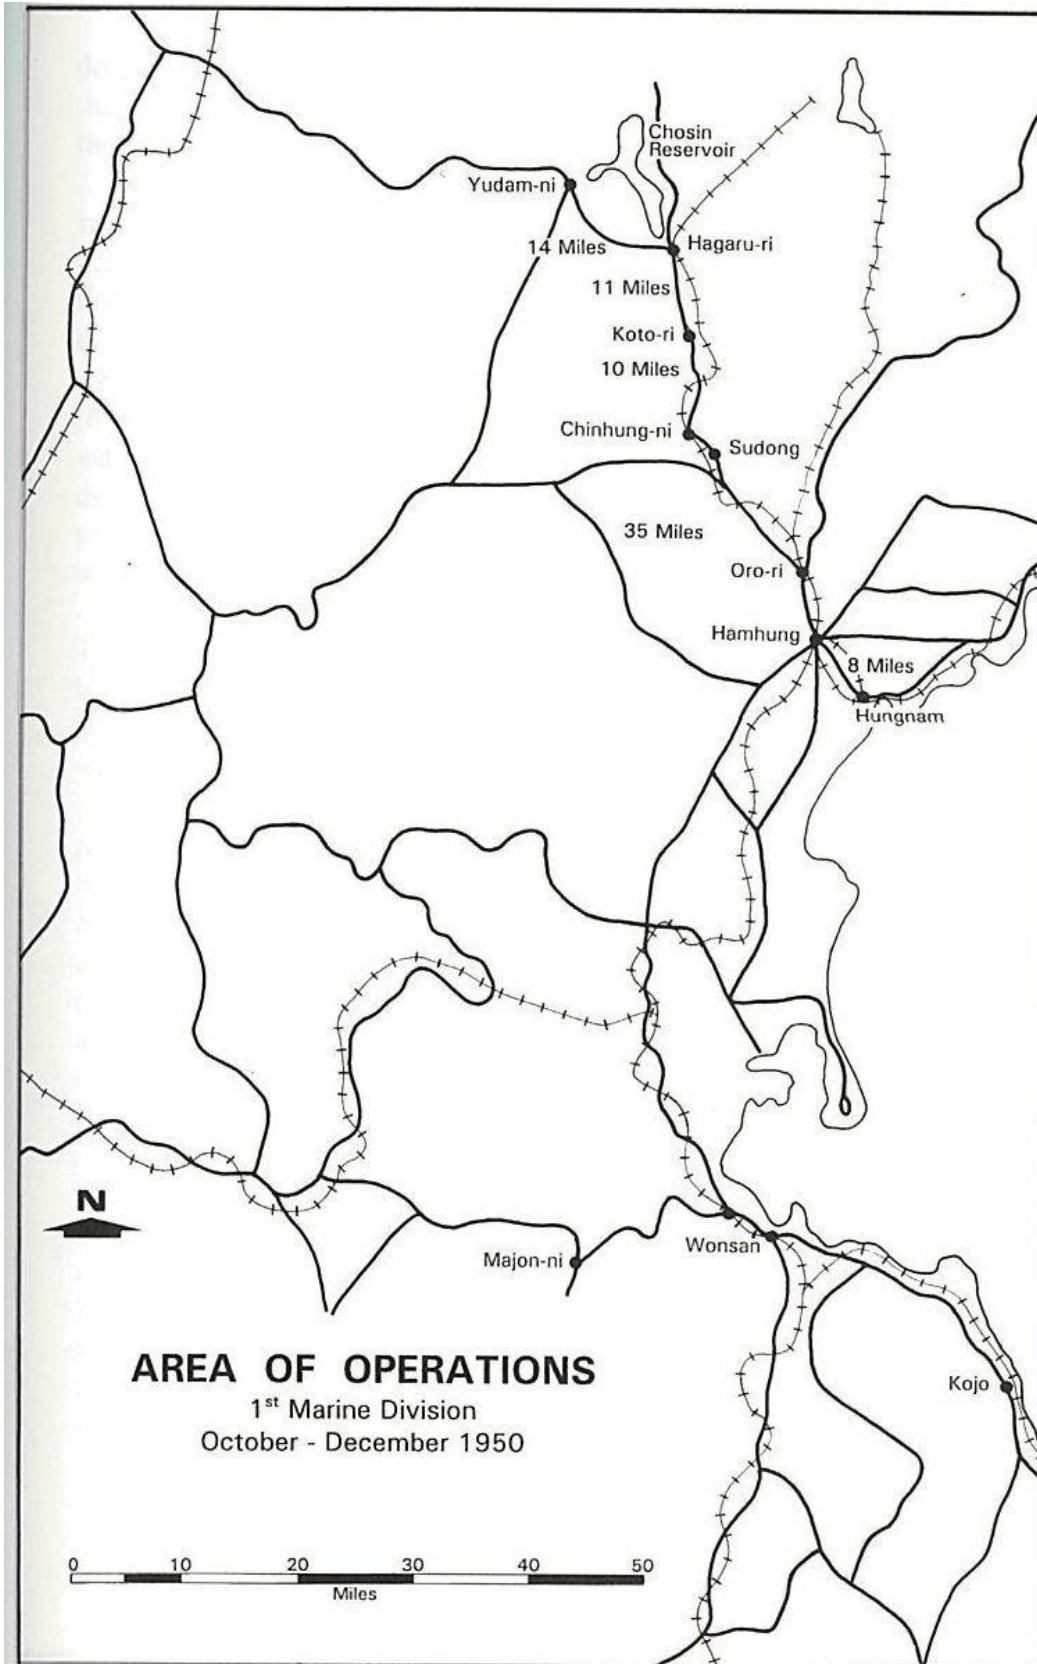 Chosin
Reservoir
Yudam-ni
14 Miles
Hagaru-ri
11 Miles
Koto-ri
10 Miles
Chinhung-ni
Sudong
35 Miles
Oro-ri
Hamhung
8 Miles
Hungnam
N
Wonsan
Majon-ni
Kojo
AREA OF OPERATIONS
1st Marine Division
October - December 1950
0 10 20 30 40 50
Miles